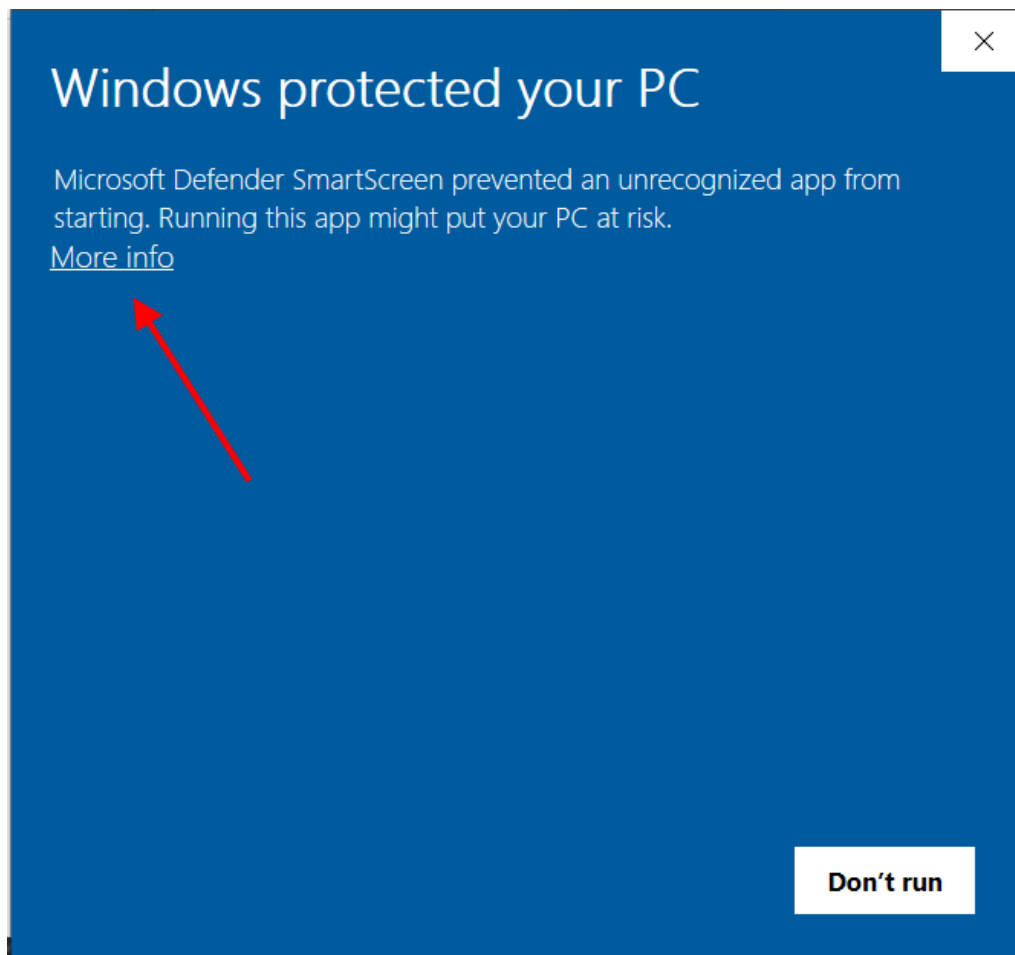 Windows protected your PC
Microsoft Defender SmartScreen prevented an unrecognized app from
starting. Running this app might put your PC at risk.
More info
Don’t run